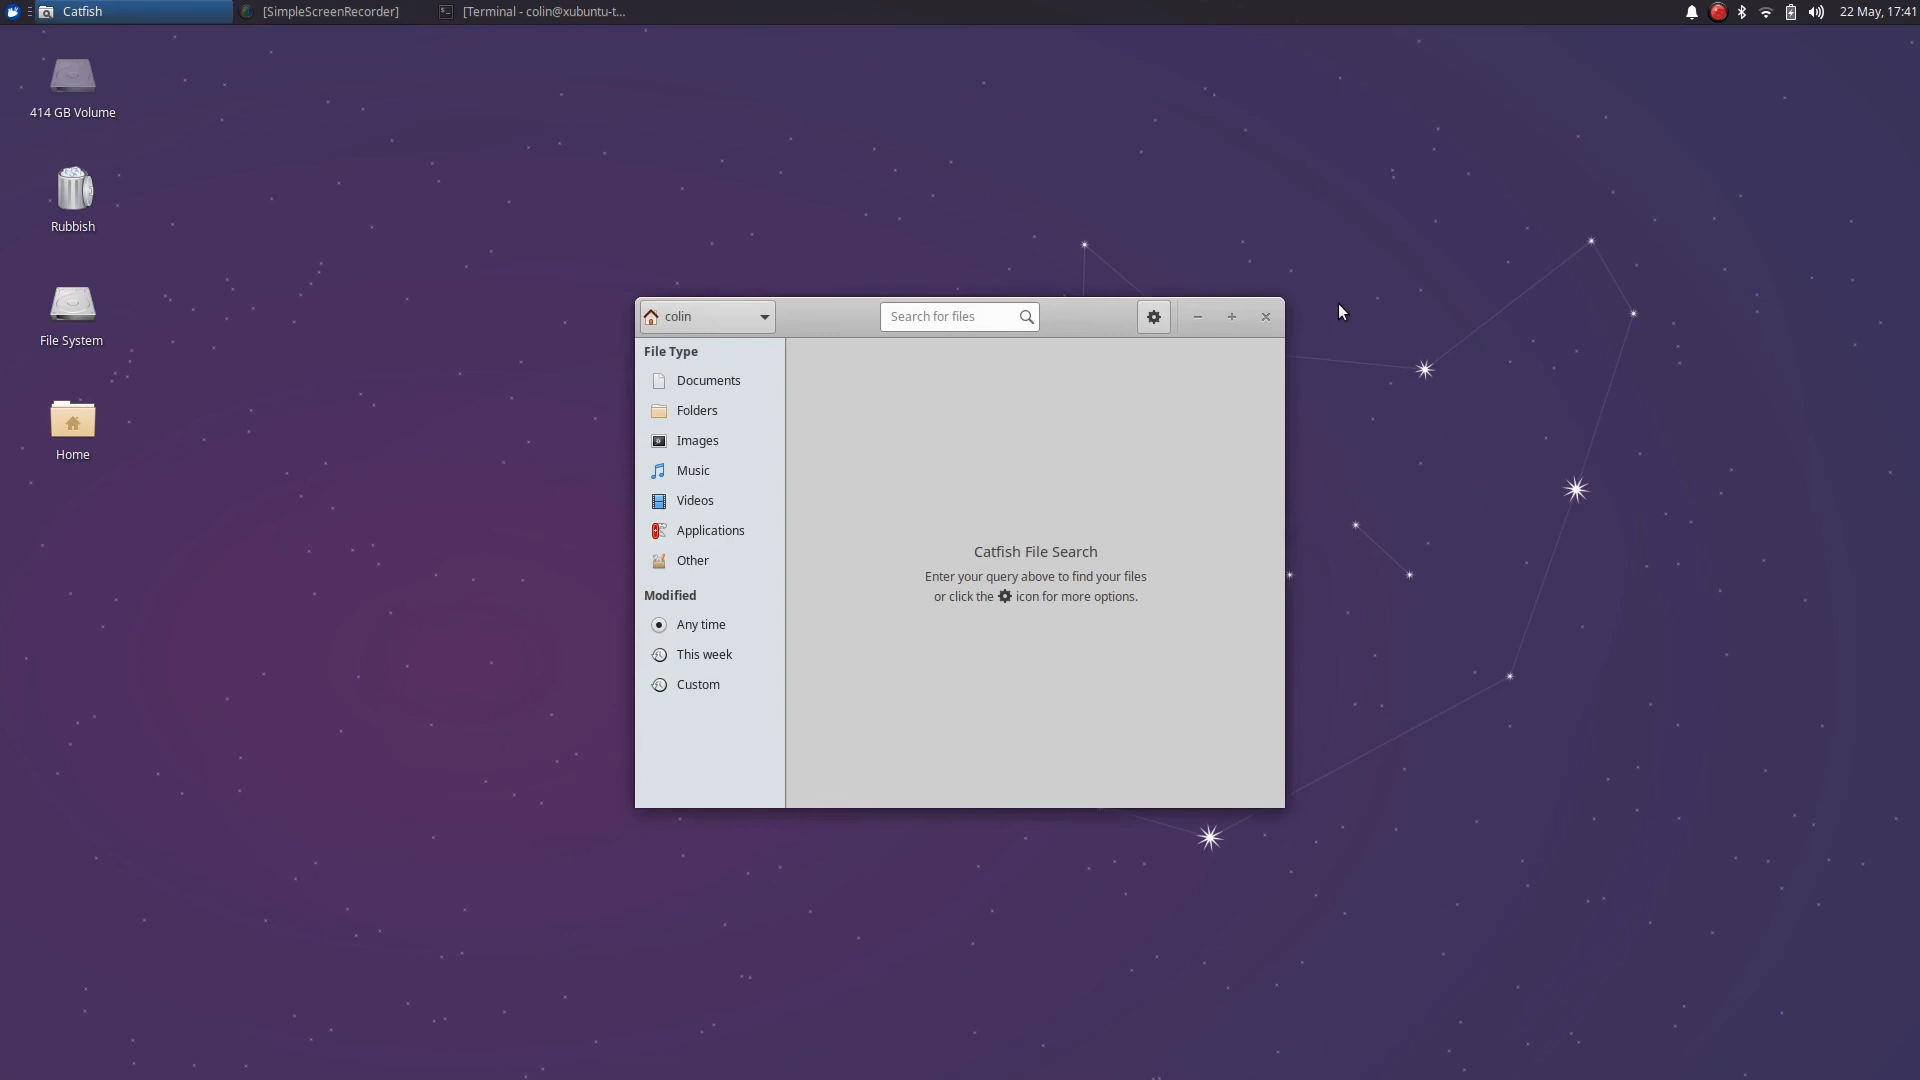 Catfish
[SimpleScreenRecorder]
[Terminal - colin@xubuntu-t...
22 May, 17:41
414 GB Volume
Rubbish
File System
Home
colin
Search for files
File Type
Documents
Folders
Images
Music
Videos
Applications
Other
Modified
Any time
This week
Custom
Catfish File Search
Enter your query above to find your files
or click the icon for more options.